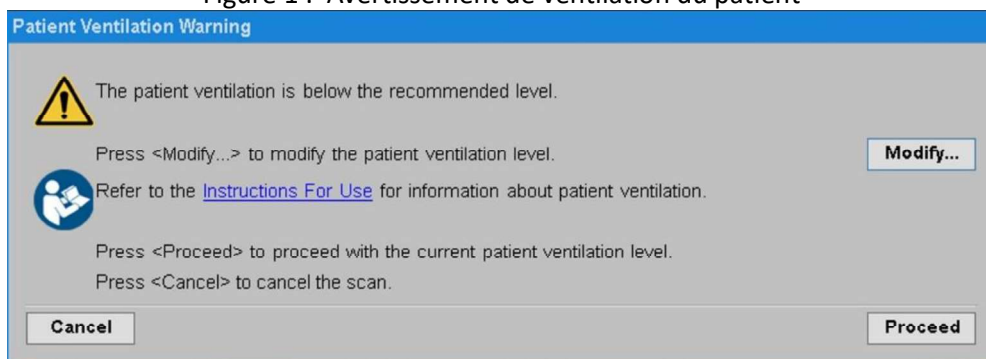 Figure 1 : Avertissement de ventilation du patient
Patient Ventilation Warning
The patient ventilation is below the recommended level.
Press <Modify...> to modify the patient ventilation level.
Modify...
Refer to the Instructions For Use for information about patient ventilation.
Press <Proceed> to proceed with the current patient ventilation level.
Press <Cancel> to cancel the scan.
Cancel
Proceed